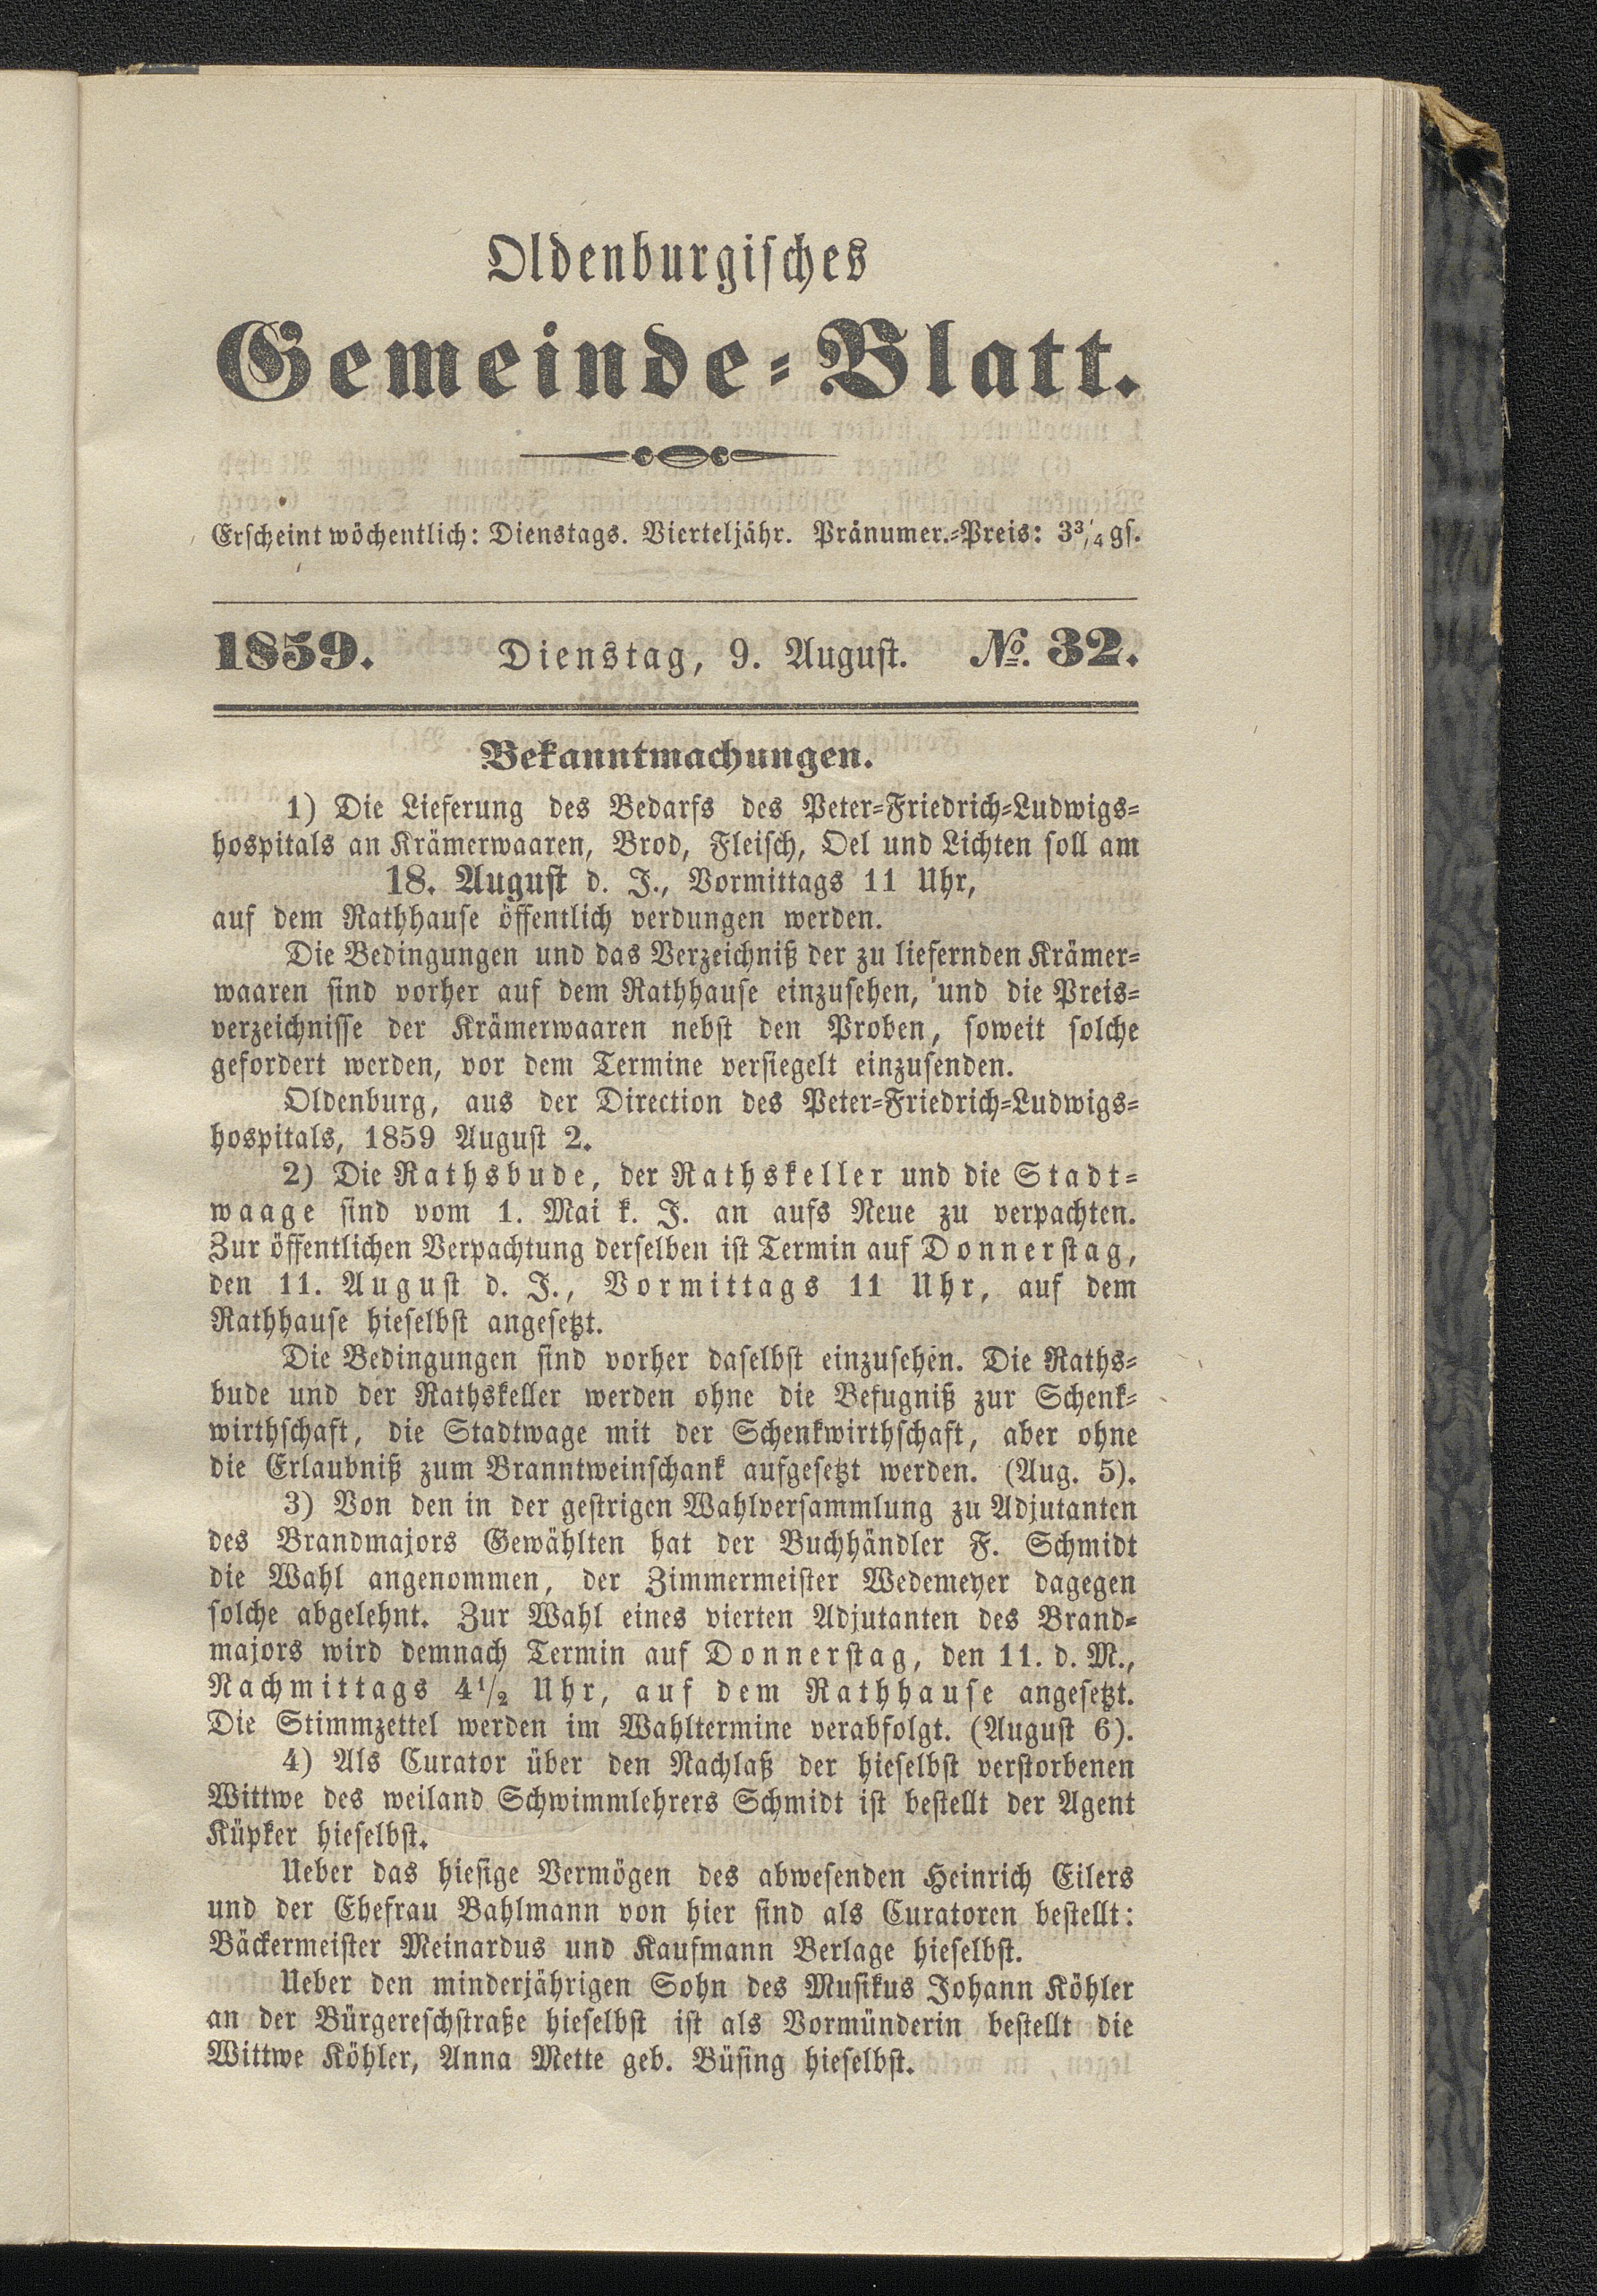 Oldenburgisches
Gemeinde-Blatt.
Erscheint wöchentlich: Dienstags. Vierteljähr. Pränumer.-Preis: 3 3/4 gs.
1859. Dienstag, 9. August. No. 32.
Bekanntmachungen.
1) Die Lieferung des Bedarfs des Peter-Friedrich-Ludwigs-
hospitals an Krämerwaaren, Brod, Fleisch, Oel und Lichten soll am
18. August d. J., Vormittags 11 Uhr,
auf dem Rathhause öffentlich verdungen werden.
Die Bedingungen und das Verzeichniß der zu liefernden Krämer-
waaren sind vorher auf dem Rathhause einzusehen, und die Preis-
verzeichnisse der Krämerwaaren nebst den Proben, soweit solche
gefordert werden, vor dem Termine versiegelt einzusenden.
Oldenburg, aus der Direction des Peter-Friedrich-Ludwigs-
hospitals, 1859 August 2.
2) Die Rathsbude, der Rathskeller und die Stadt-
waage sind vom 1. Mai k. J. an aufs Neue zu verpachten.
Zur öffentlichen Verpachtung derselben ist Termin auf Donnerstag,
den 11. August d. J., Vormittags 11 Uhr, auf dem
Rathhause hieselbst angesetzt.
Die Bedingungen sind vorher daselbst einzusehen. Die Raths-
bude und der Rathskeller werden ohne die Befugniß zur Schenk-
wirthschaft, die Stadtwage mit der Schenkwirthschaft, aber ohne
die Erlaubniß zum Branntweinschank aufgesetzt werden. (Aug. 5).
3) Von den in der gestrigen Wahlversammlung zu Adjutanten
des Brandmajors Gewählten hat der Buchhändler F. Schmidt
die Wahl angenommen, der Zimmermeister Wedemeyer dagegen
solche abgelehnt. Zur Wahl eines vierten Adjutanten des Brand-
majors wird demnach Termin auf Donnerstag, den 11. d. M.,
Nachmittags 4 1/2 Uhr, auf dem Rathhause angesetzt.
Die Stimmzettel werden im Wahltermine verabfolgt. (August 6).
4) Als Curator über den Nachlaß der hieselbst verstorbenen
Wittwe des weiland Schwimmlehrers Schmidt ist bestellt der Agent
Küpker hieselbst.
Ueber das hiesige Vermögen des abwesenden Heinrich Eilers
und der Ehefrau Bahlmann von hier sind als Curatoren bestellt:
Bäckermeister Meinardus und Kaufmann Berlage hieselbst.
Ueber den minderjährigen Sohn des Musikus Johann Köhler
an der Bürgereschstraße hieselbst ist als Vormünderin bestellt die
Wittwe Köhler, Anna Mette geb. Büsing hieselbst.